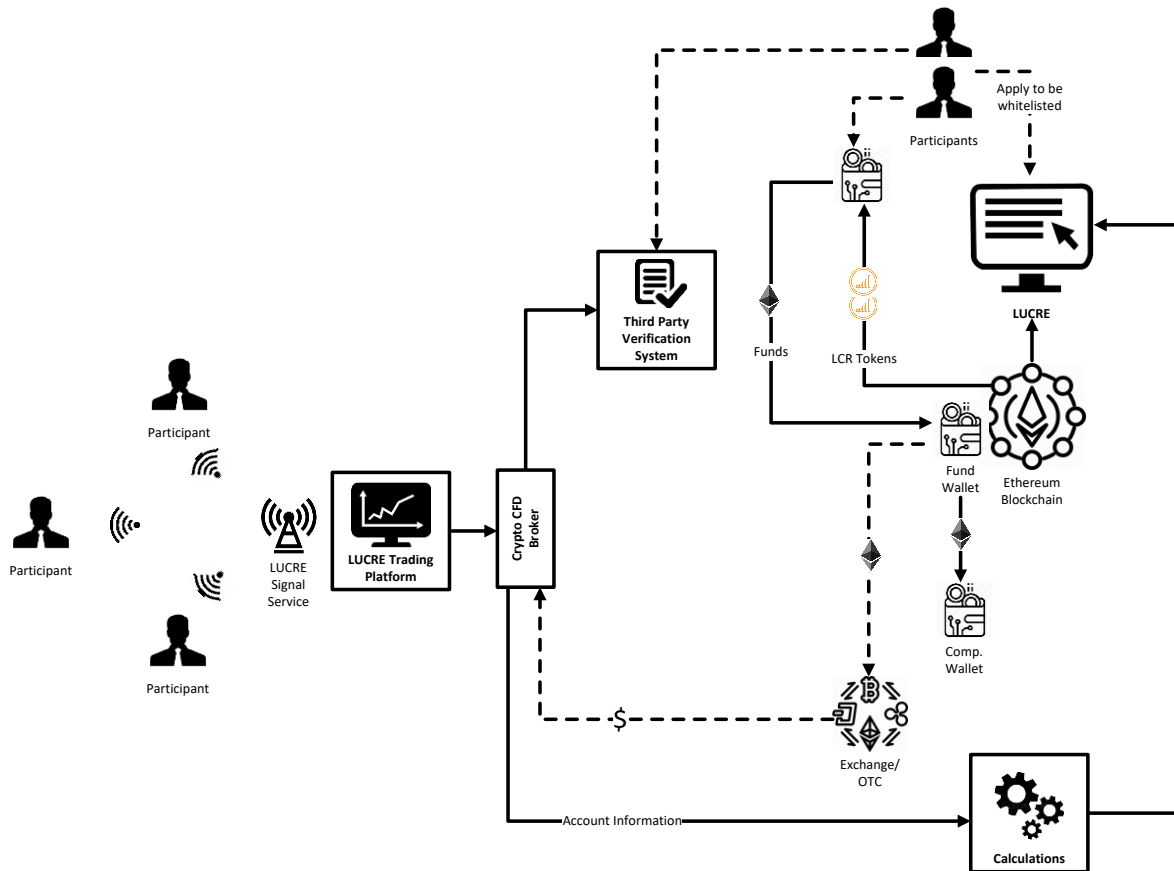 Apply to be
whitelisted
Participants
LUCRE
Third Party
Verification
System
Funds
LCR Tokens
Participant
Fund
Wallet
Ethereum
Blockchain
Participant
LUCRE
Signal
Service
LUCRE Trading
Platform
Crypto CFD
Broker
Participant
Comp.
Wallet
$
Exchange/
OTC
Account Information
Calculations